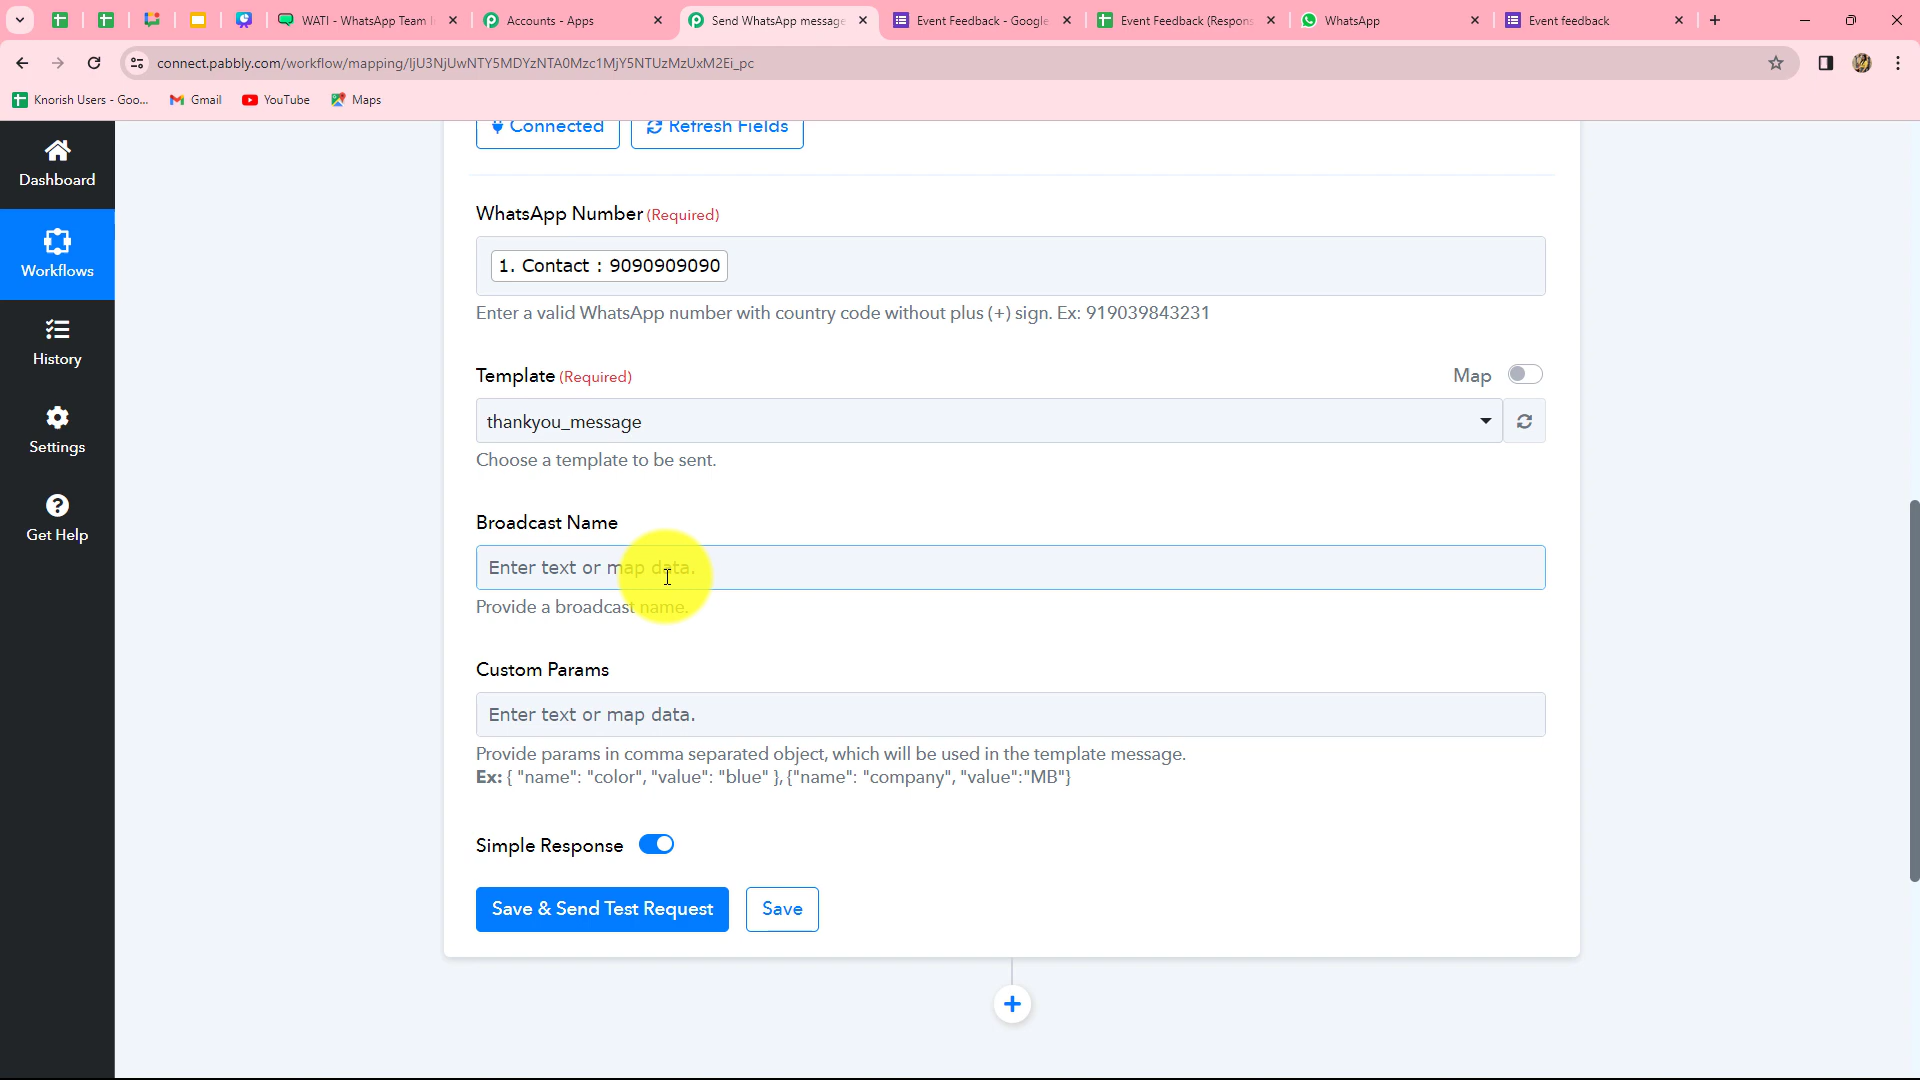 WATI - WhatsApp Team I
Accounts - Apps
Send WhatsApp message
Event Feedback - Google
Event Feedback (Respons
WhatsApp
Event feedback
connect.pabbly.com/workflow/mapping/IjU3NjUwNTY5MDYzNTA0Mzc1MjY5NTUzMzUxM2Ei_pc
Knorish Users - Goo...
Gmail
YouTube
Maps
Connected
Refresh Fields
Dashboard
Workflows
History
Settings
Get Help
WhatsApp Number (Required)
1. Contact : 9090909090
Enter a valid WhatsApp number with country code without plus (+) sign. Ex: 919039843231
Template (Required)
Map
thankyou_message
Choose a template to be sent.
Broadcast Name
Enter text or map data.
Provide a broadcast name.
Custom Params
Enter text or map data.
Provide params in comma separated object, which will be used in the template message.
Ex: { "name": "color", "value": "blue" }, {"name": "company", "value":"MB"}
Simple Response
Save & Send Test Request
Save